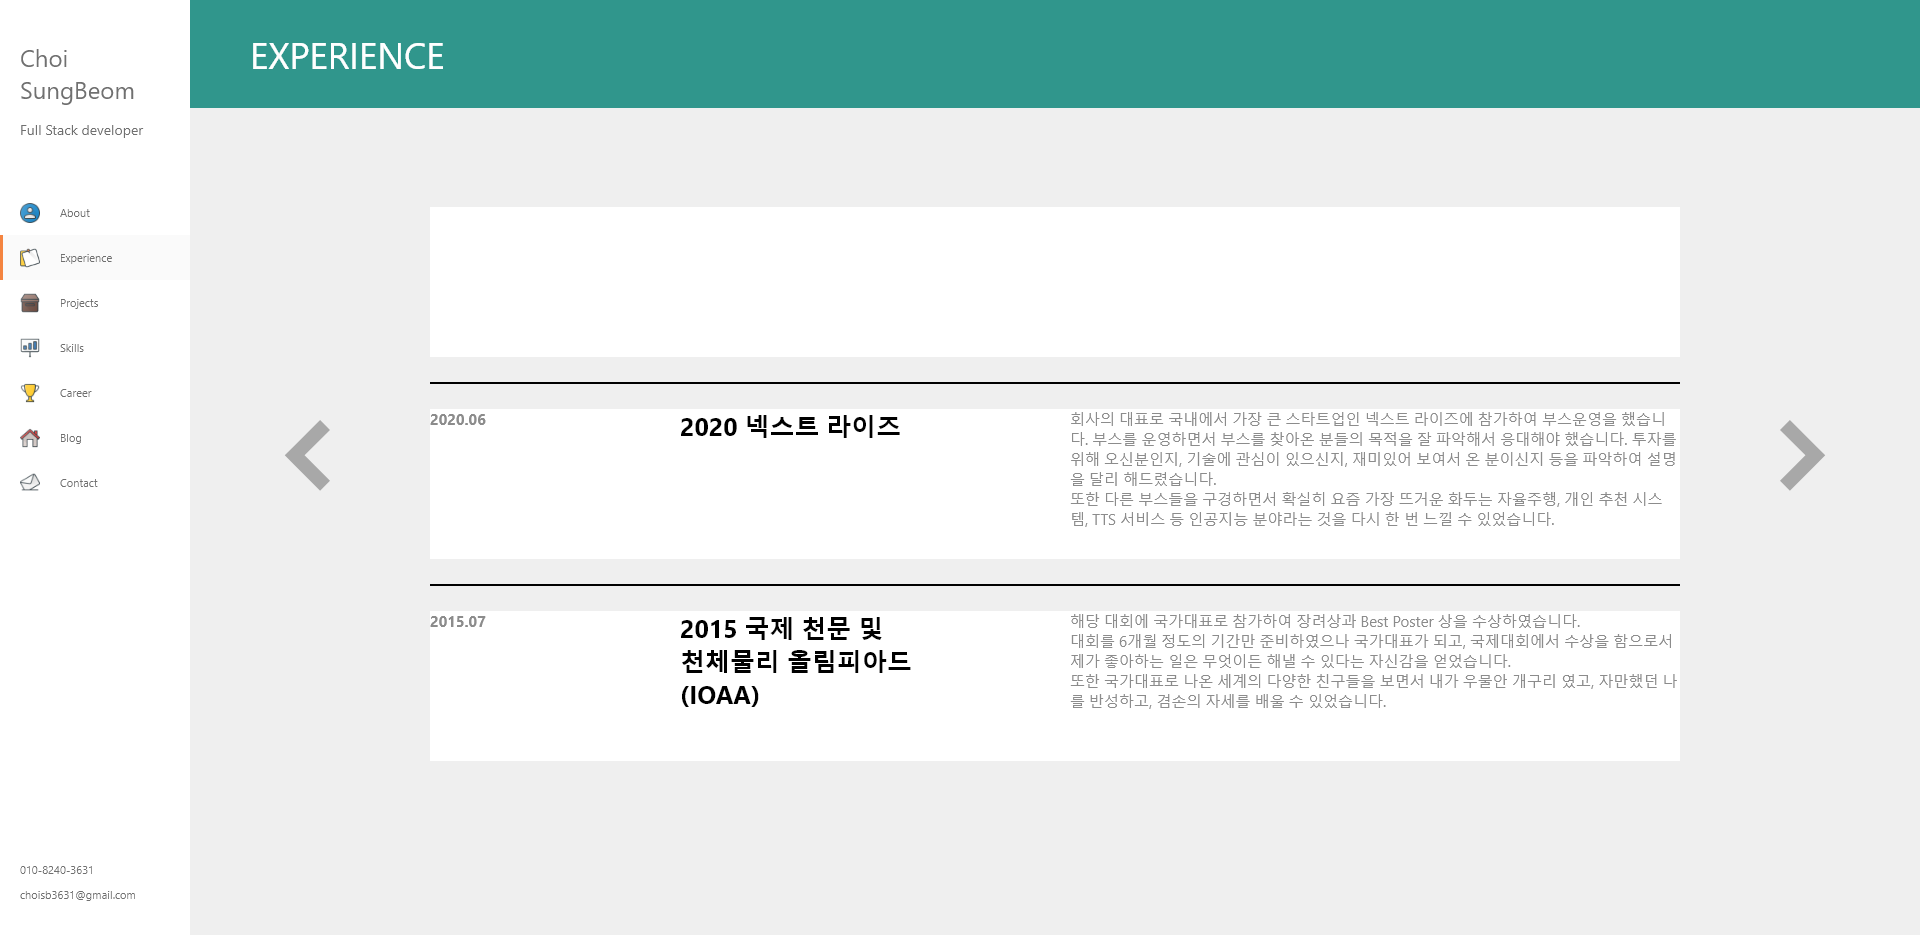 Choi
SungBeom
Full Stack developer
About
Experience
Projects
Skills
Career
Blog
Contact
010-8240-3631
choisb3631@gmail.com
EXPERIENCE
2020.06
2020 넥스트 라이즈
회사의 대표로 국내에서 가장 큰 스타트업인 넥스트 라이즈에 참가하여 부스운영을 했습니
다. 부스를 운영하면서 부스를 찾아온 분들의 목적을 잘 파악해서 응대해야 했습니다. 투자를
위해 오신분인지, 기술에 관심이 있으신지, 재미있어 보여서 온 분이신지 등을 파악하여 설명
을 달리 해드렸습니다.
또한 다른 부스들을 구경하면서 확실히 요즘 가장 뜨거운 화두는 자율주행, 개인 추천 시스
템, TTS 서비스 등 인공지능 분야라는 것을 다시 한 번 느낄 수 있었습니다.
2015.07
2015 국제 천문 및
천체물리 올림피아드
(IOAA)
해당 대회에 국가대표로 참가하여 장려상과 Best Poster 상을 수상하였습니다.
대회를 6개월 정도의 기간만 준비하였으나 국가대표가 되고, 국제대회에서 수상을 함으로서
제가 좋아하는 일은 무엇이든 해낼 수 있다는 자신감을 얻었습니다.
또한 국가대표로 나온 세계의 다양한 친구들을 보면서 내가 우물안 개구리 였고, 자만했던 나
를 반성하고, 겸손의 자세를 배울 수 있었습니다.